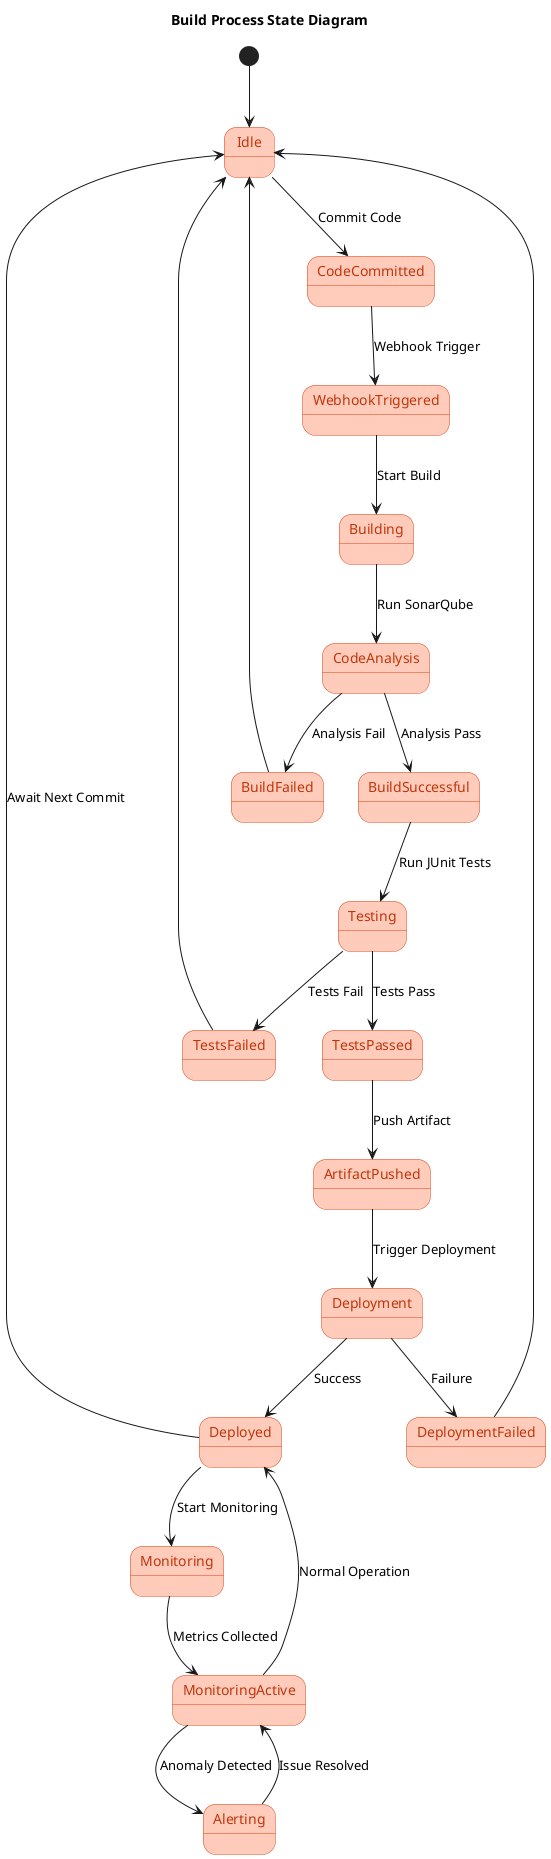 Build Process State Diagram
Idle
Commit Code
CodeCommitted
Webhook Trigger
WebhookTriggered
Start Build
Building
Run SonarQube
CodeAnalysis
Analysis Fail
Analysis Pass
BuildFailed
BuildSuccessful
Await Next Commit
Run JUnit Tests
Testing
Tests Fail
Tests Pass
TestsFailed
TestsPassed
Push Artifact
ArtifactPushed
Trigger Deployment
Deployment
Success
Failure
Deployed
DeploymentFailed
Start Monitoring
Monitoring
Normal Operation
Metrics Collected
MonitoringActive
Anomaly Detected
Issue Resolved
Alerting